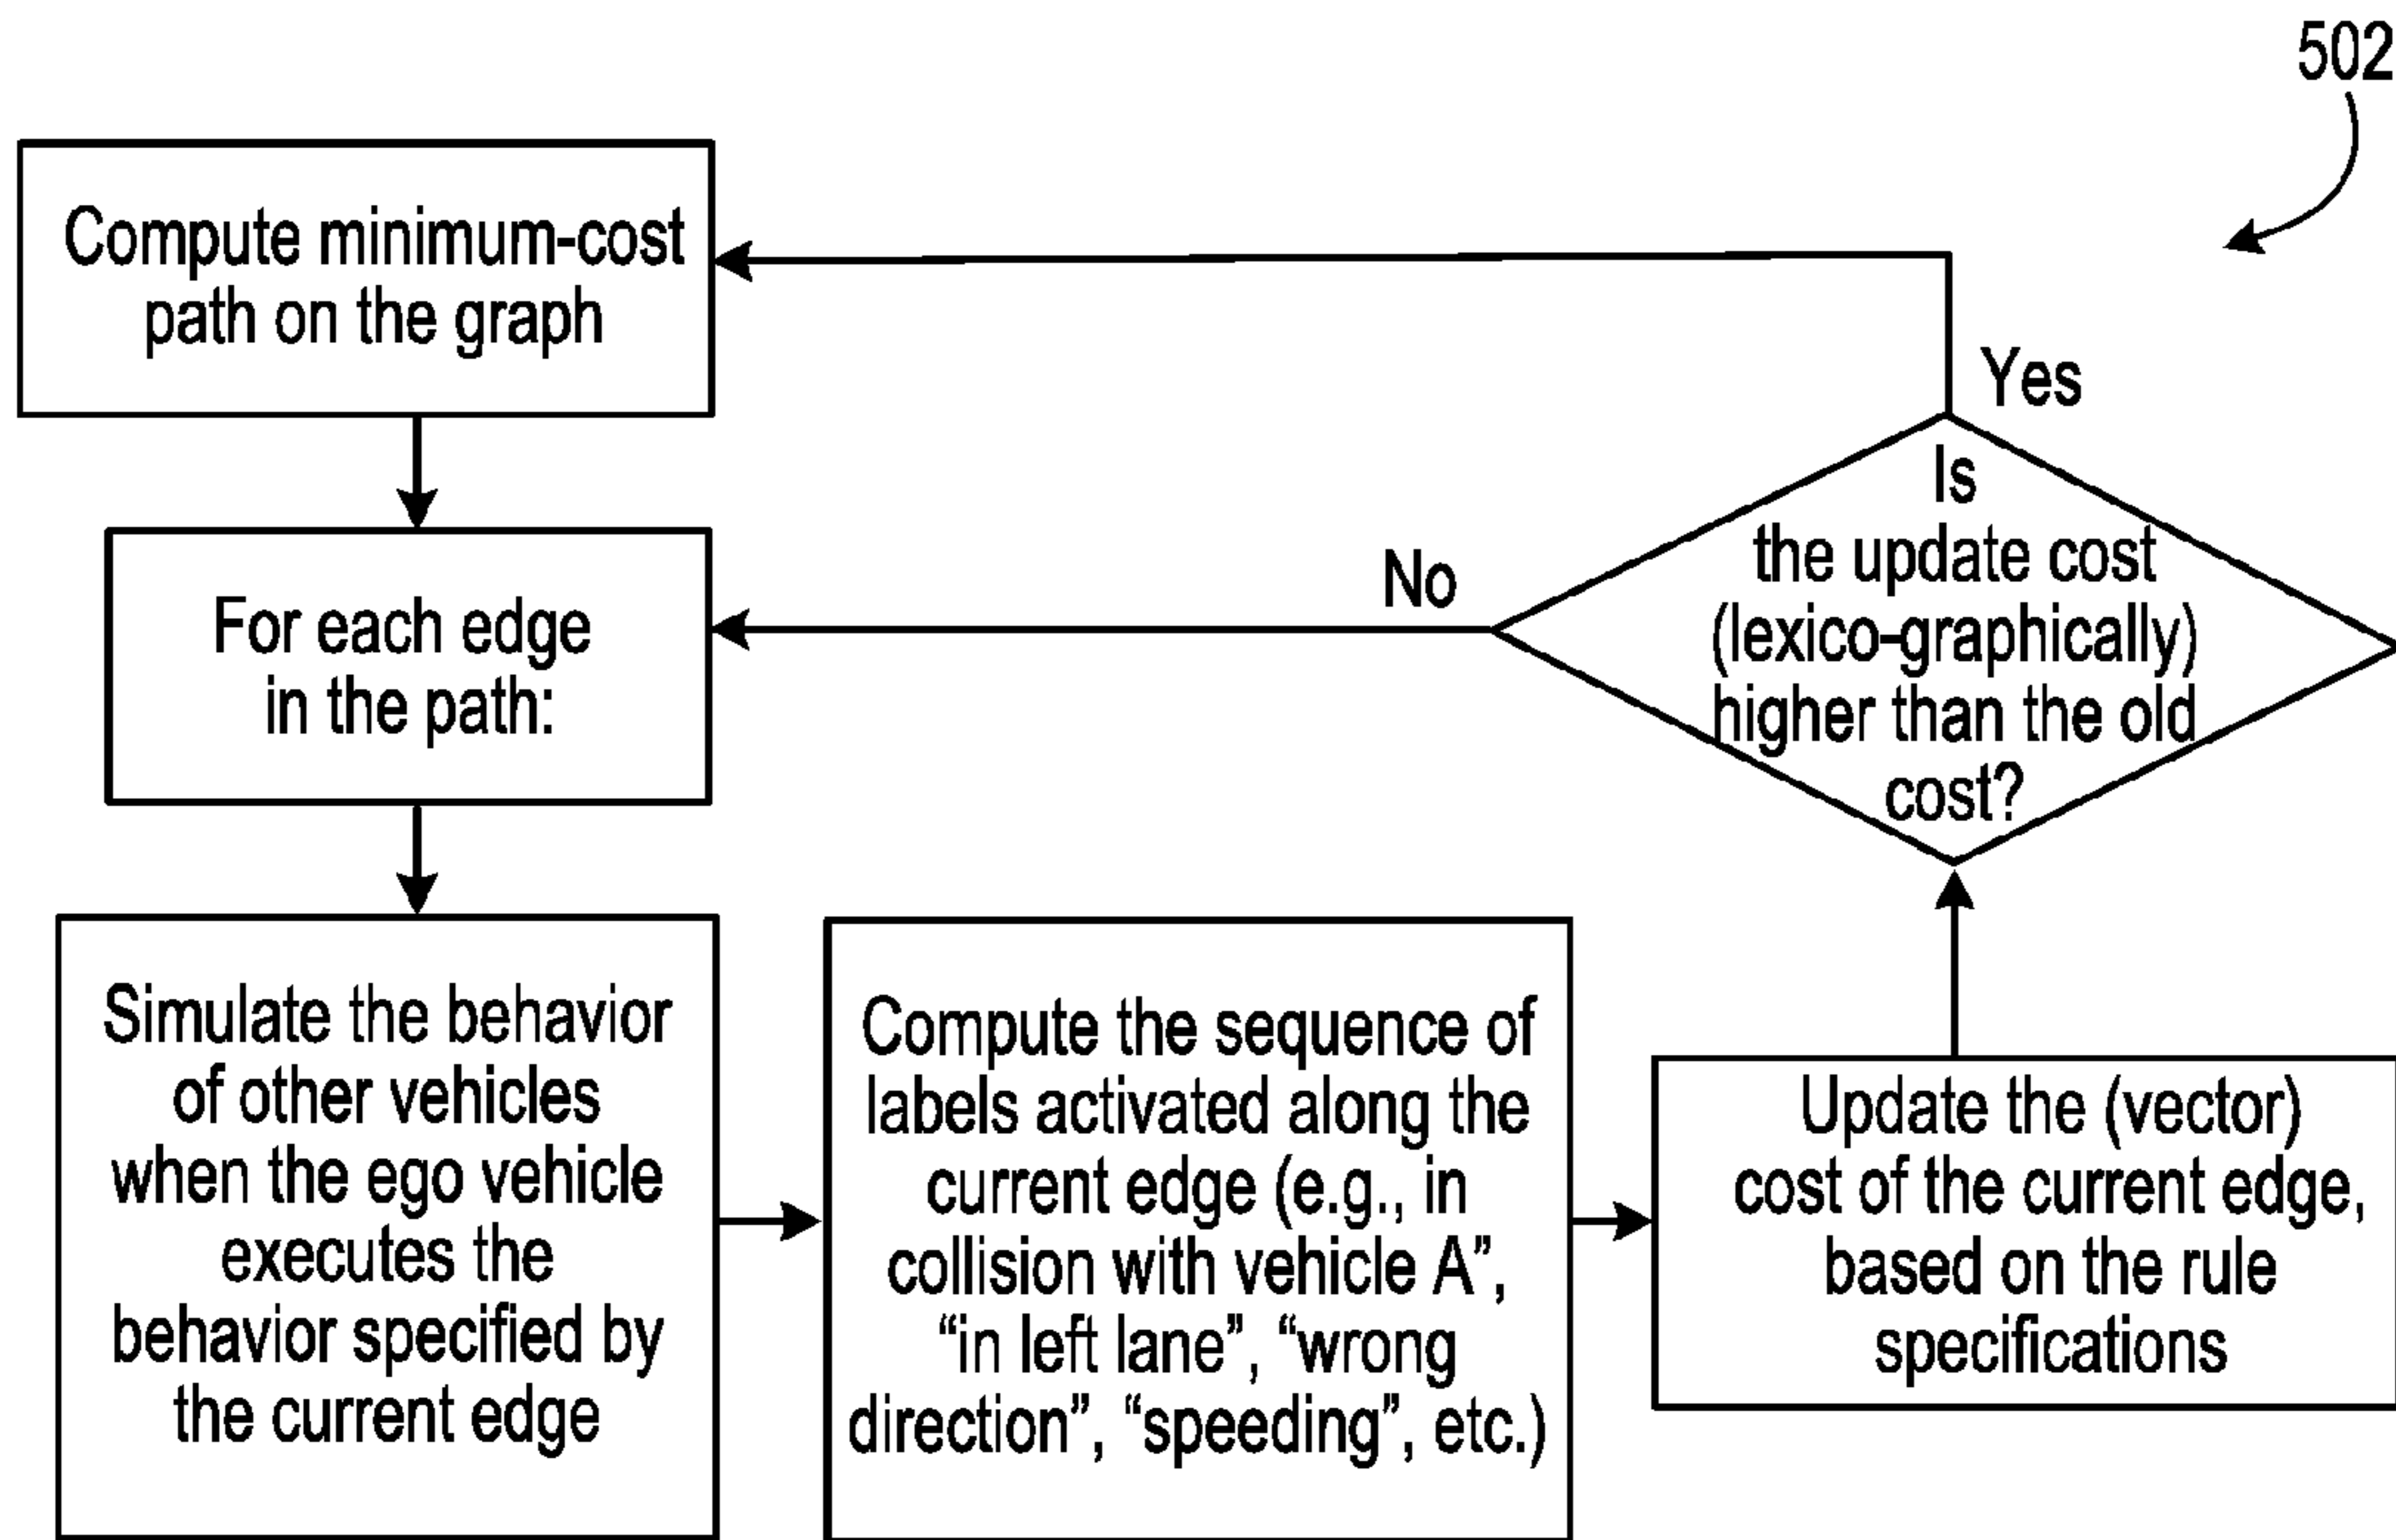 502
Compute minimum-cost
path on the graph
Yes
Is
the update cost
(lexico-graphically)
higher than the old
cost?
No
For each edge
in the path:
Simulate the behavior
of other vehicles
when the ego vehicle
executes the
behavior specified by
the current edge
Compute the sequence of
labels activated along the
current edge (e.g., in
collision with vehicle A”,
“in left lane”, “wrong
direction”, “speeding”, etc.)
Update the (vector)
cost of the current edge,
based on the rule
specifications